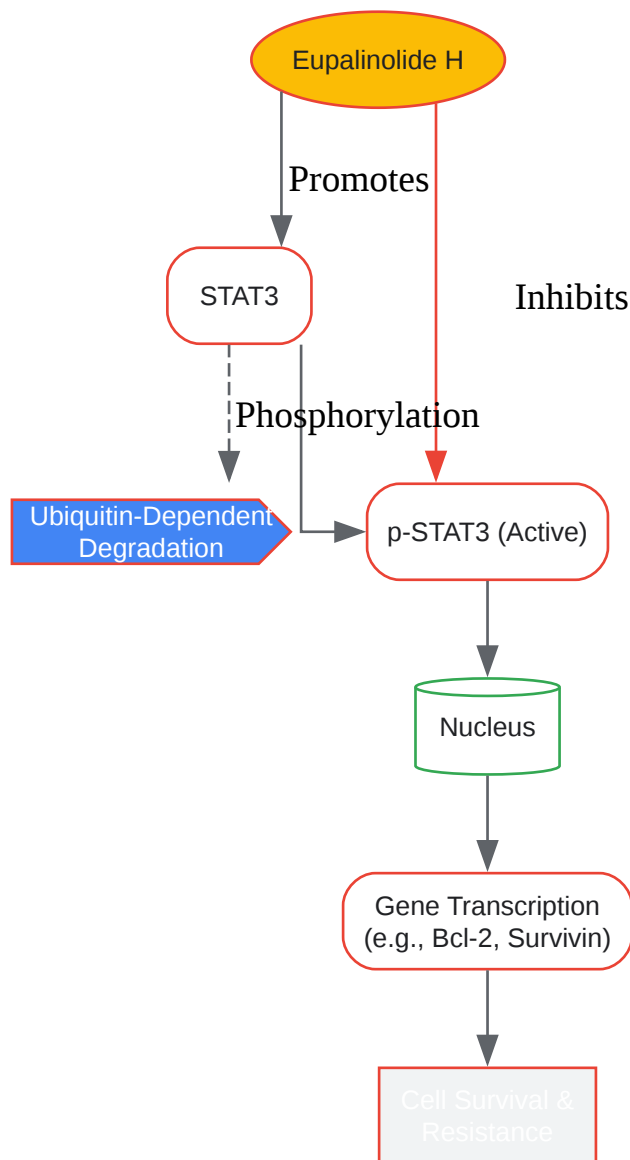 Eupalinolide H
Promotes
STAT3
Inhibits
Phosphorylation
Ubiquitin-Dependent
Degradation
p-STAT3 (Active)
Nucleus
Gene Transcription
(e.g., Bcl-2, Survivin)
Cell Survival &
Resistance